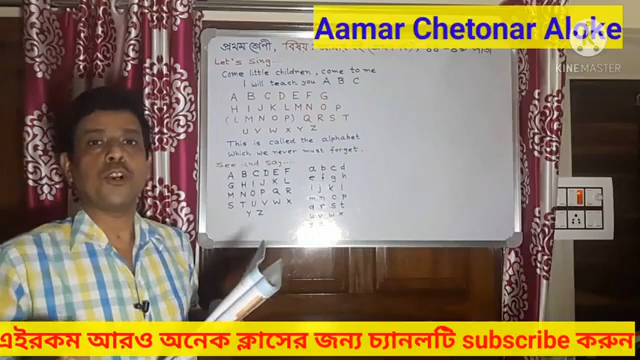 Aamar Chetonar Aloke
KINEMASTER
প্রথম শ্রেণী, বিষয় :
Let's Sing....
Come little children, come to me
I will teach you A B C
A B C D E F G
H I J K L M N O P
(L M N O P) Q R S T
U V W X Y Z
This is called the alphabet
Which we never must forget.
See and Say....
A B C D E F
G H I J K L
M N O P Q R
S T U V W X
Y Z
a b c d
e f g h
i j k l
m n o p
q r s t
u v w x
y z
এইরকম আরও অনেক ক্লাসের জন্য চ্যানলটি subscribe করুন